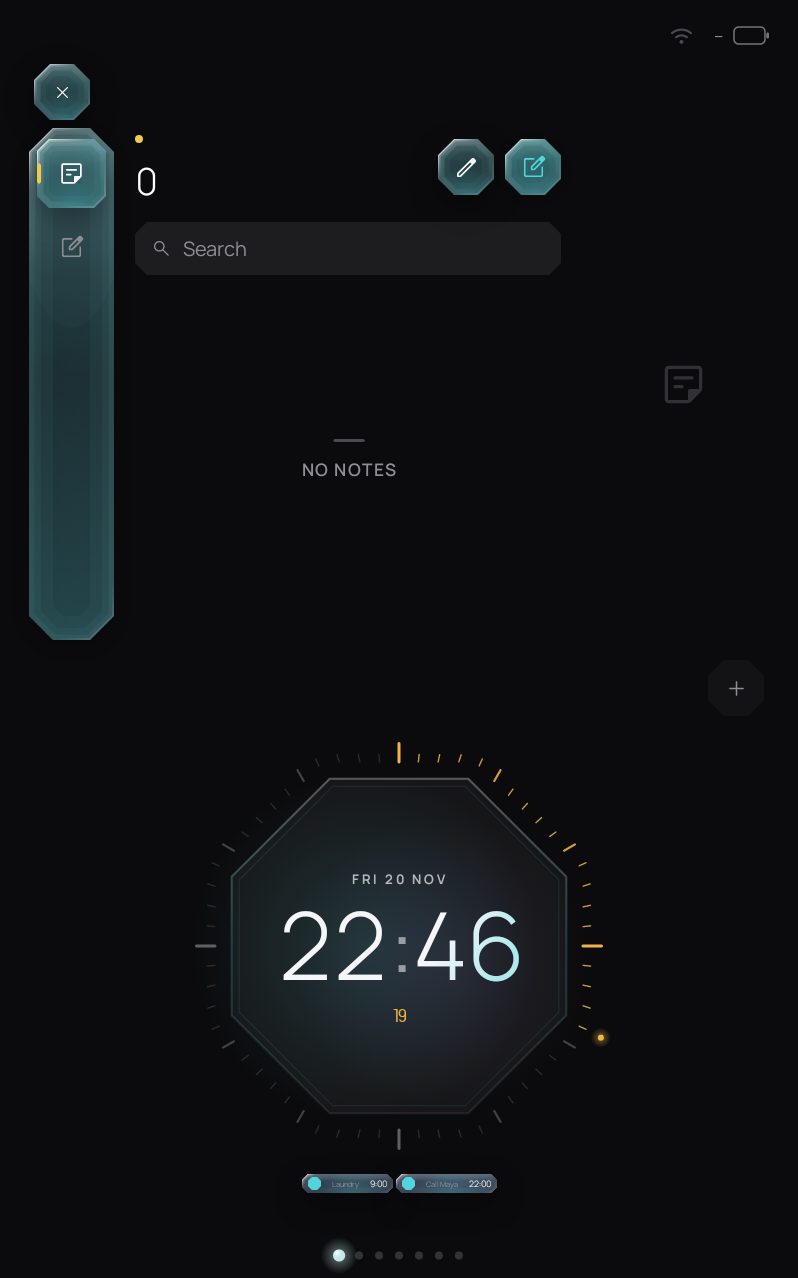 –
0
Search
NO NOTES
FRI 20 NOV
22:46
19
Laundry 9:00
Call Maya 22:00